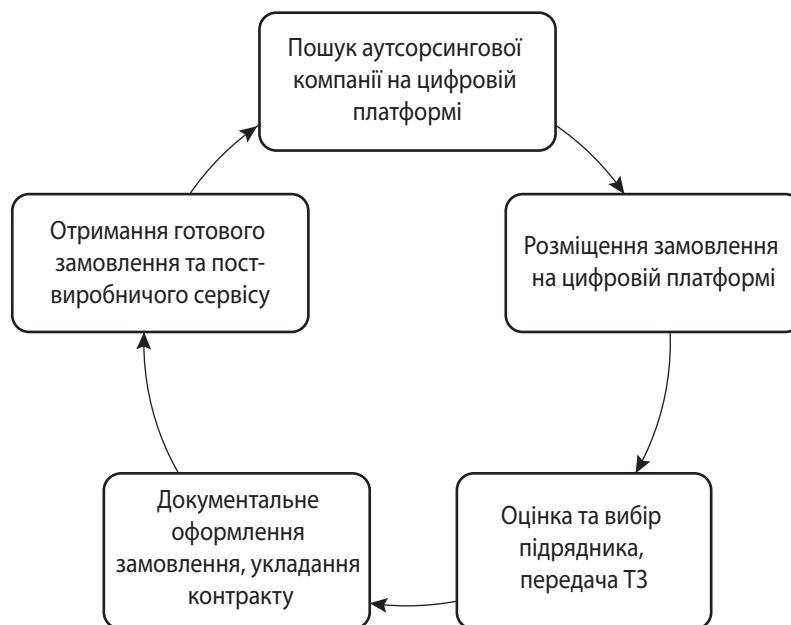 Пошук аутсорсингової
компанії на цифровій
платформі
Розміщення замовлення
на цифровій платформі
Оцінка та вибір
підрядника,
передача ТЗ
Документальне
оформлення
замовлення, укладання
контракту
Отримання готового
замовлення та пост-
виробничого сервісу